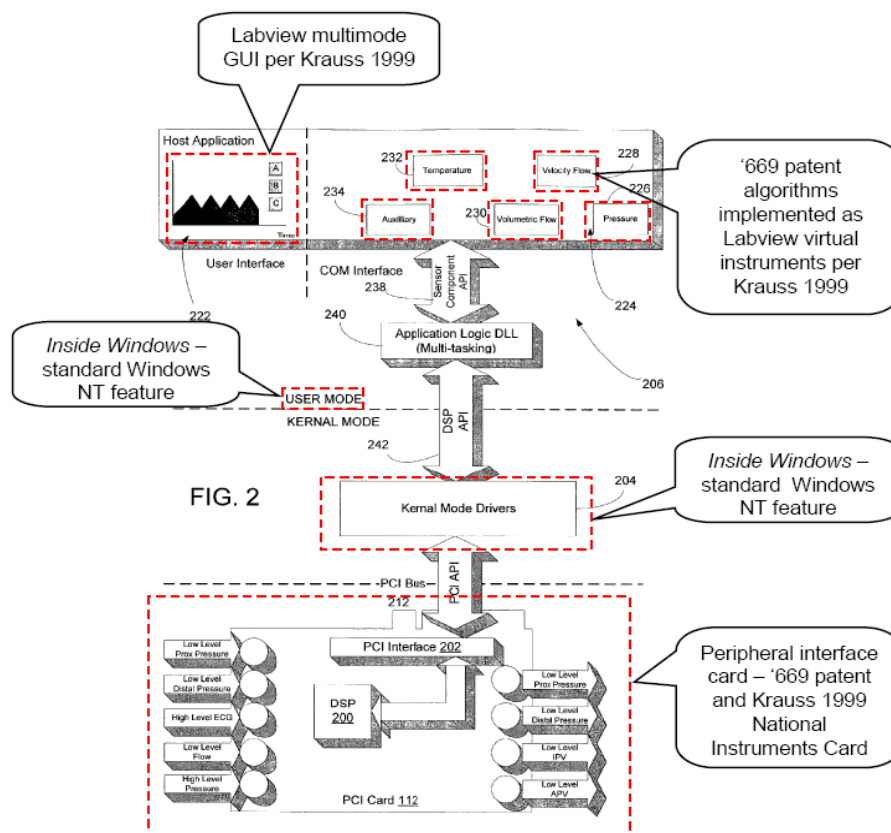 Labview multimode
GUI per Krauss 1999
Host Application
A
B
C
Time
User Interface
222
232
Temperature
Velocity Flow
228
234
Auxilliary
230
Volumetric Flow
226
Pressure
224
'669 patent
algorithms
implemented as
Labview virtual
instruments per
Krauss 1999
COM Interface
238
Sensor
Component
API
240
Application Logic DLL
(Multi-tasking)
206
Inside Windows –
standard Windows
NT feature
USER MODE
KERNAL MODE
242
DSP
API
FIG. 2
204
Kernal Mode Drivers
Inside Windows –
standard Windows
NT feature
PCI Bus
PCI API
212
PCI Interface 202
DSP
200
Low Level
Prox Pressure
Low Level
Distal Pressure
High Level ECG
Low Level
Flow
High Level
Pressure
Low Level
Prox Pressure
Low Level
Distal Pressure
Low Level
IPV
Low Level
APV
PCI Card 112
Peripheral interface
card – '669 patent
and Krauss 1999
National
Instruments Card